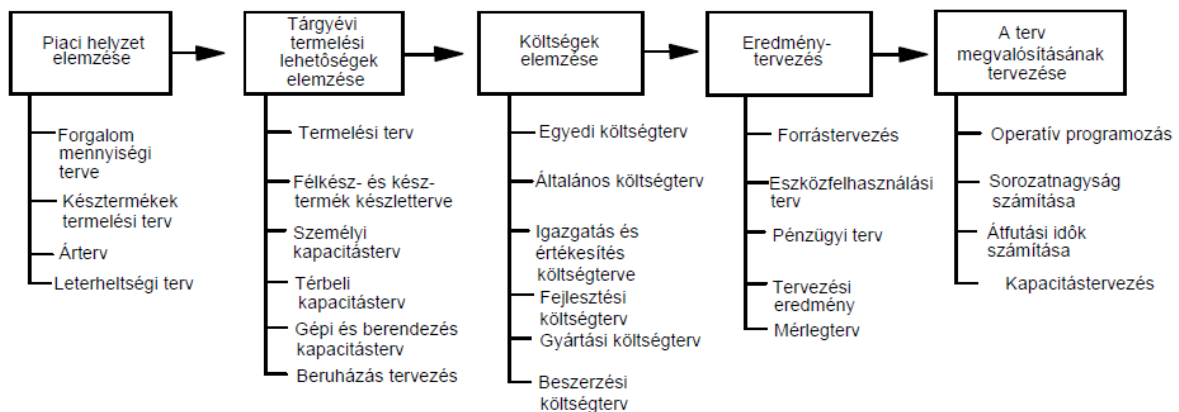 Piaci helyzet
elemzése
Forgalom
mennyiségi
terve
Késztermékek
termelési terv
Árterv
Leterheltségi terv
Tárgyévi
termelési
lehetőségek
elemzése
Termelési terv
Félkész- és kész-
termék készletterve
Személyi
kapacitásterv
Térbeli
kapacitásterv
Gépi és berendezés
kapacitásterv
Beruházás tervezés
Költségek
elemzése
Egyedi költségterv
Általános költségterv
Igazgatás és
értékesítés
költségterve
Fejlesztési
költségterv
Gyártási költségterv
Beszerzési
költségterv
Eredmény-
tervezés
Forrástervezés
Eszközfelhasználási
terv
Pénzügyi terv
Tervezési
eredmény
Mérlegterv
A terv
megvalósításának
tervezése
Operatív programozás
Sorozatnagyság
számítása
Átfutási idők
számítása
Kapacitástervezés